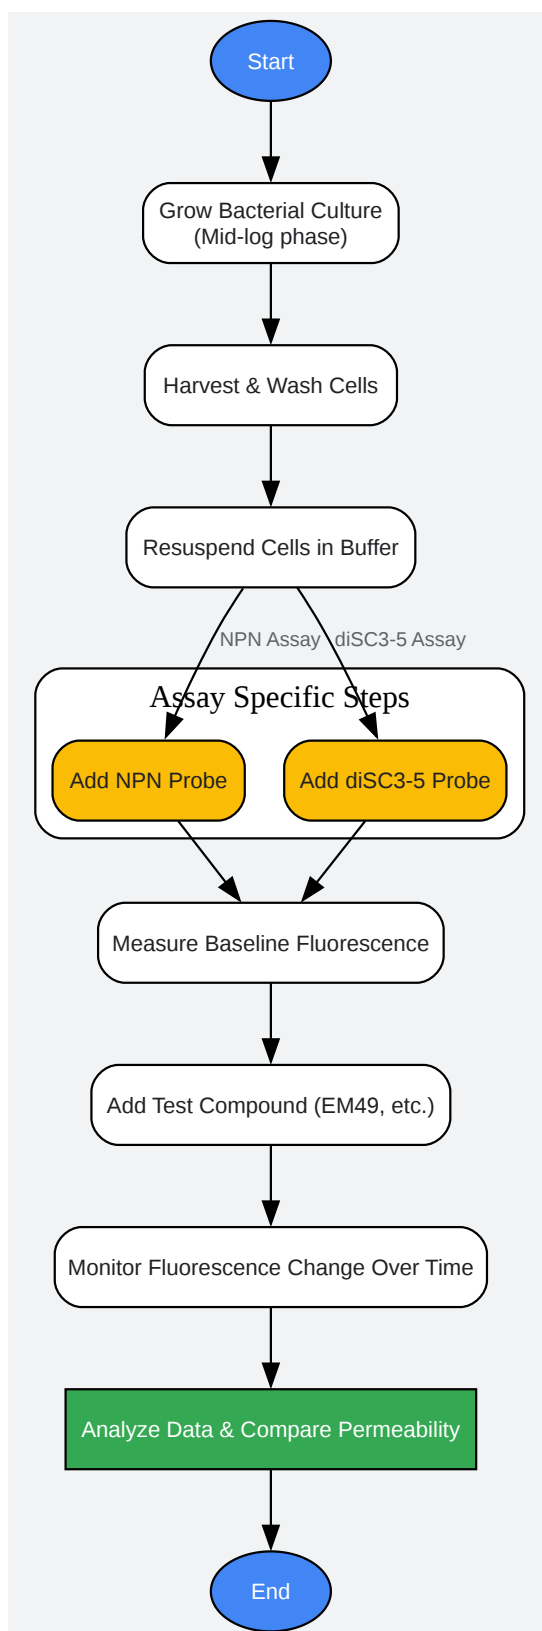 Start
Grow Bacterial Culture
(Mid-log phase)
Harvest & Wash Cells
Resuspend Cells in Buffer
NPN Assay
diSC3-5 Assay
Assay Specific Steps
Add NPN Probe
Add diSC3-5 Probe
Measure Baseline Fluorescence
Add Test Compound (EM49, etc.)
Monitor Fluorescence Change Over Time
Analyze Data & Compare Permeability
End